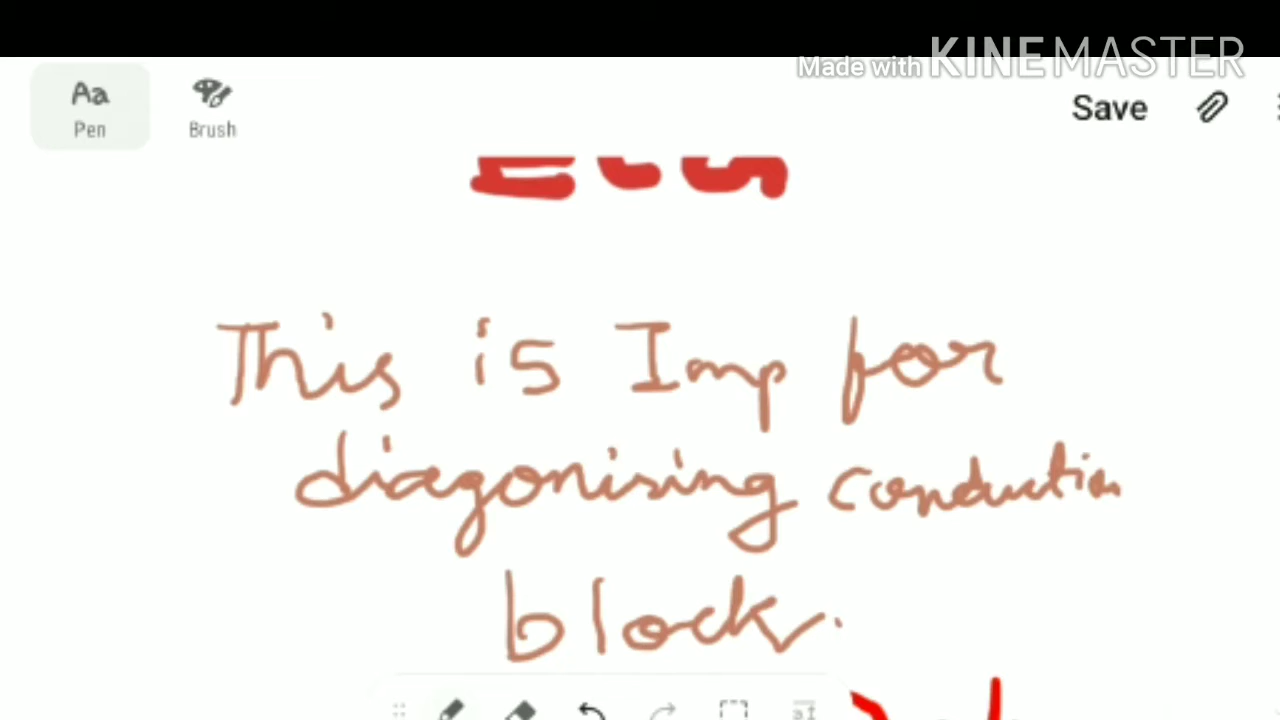 Made with KINEMASTER
Aa
Pen
Brush
Save
This is Imp for
diagonising conduction
block.